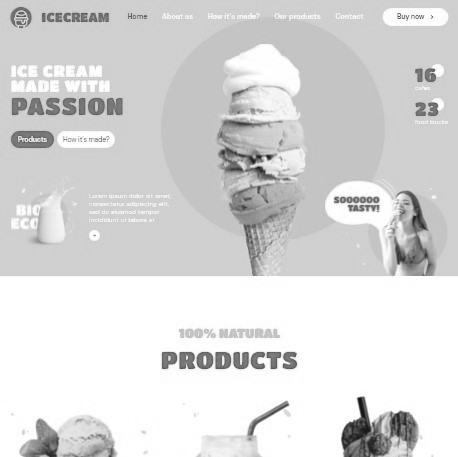 ICECREAM
Home About us How it's made? Our products Contact Buy now
ICE CREAM
MADE WITH
PASSION
Products How it's made?
16
Cafes
23
Food trucks
BIO
ECO
Lorem ipsum dolor sit amet,
consectetur adipiscing elit,
sed do eiusmod tempor
incididunt ut labore et
SOOOOOO
TASTY!
100% NATURAL
PRODUCTS